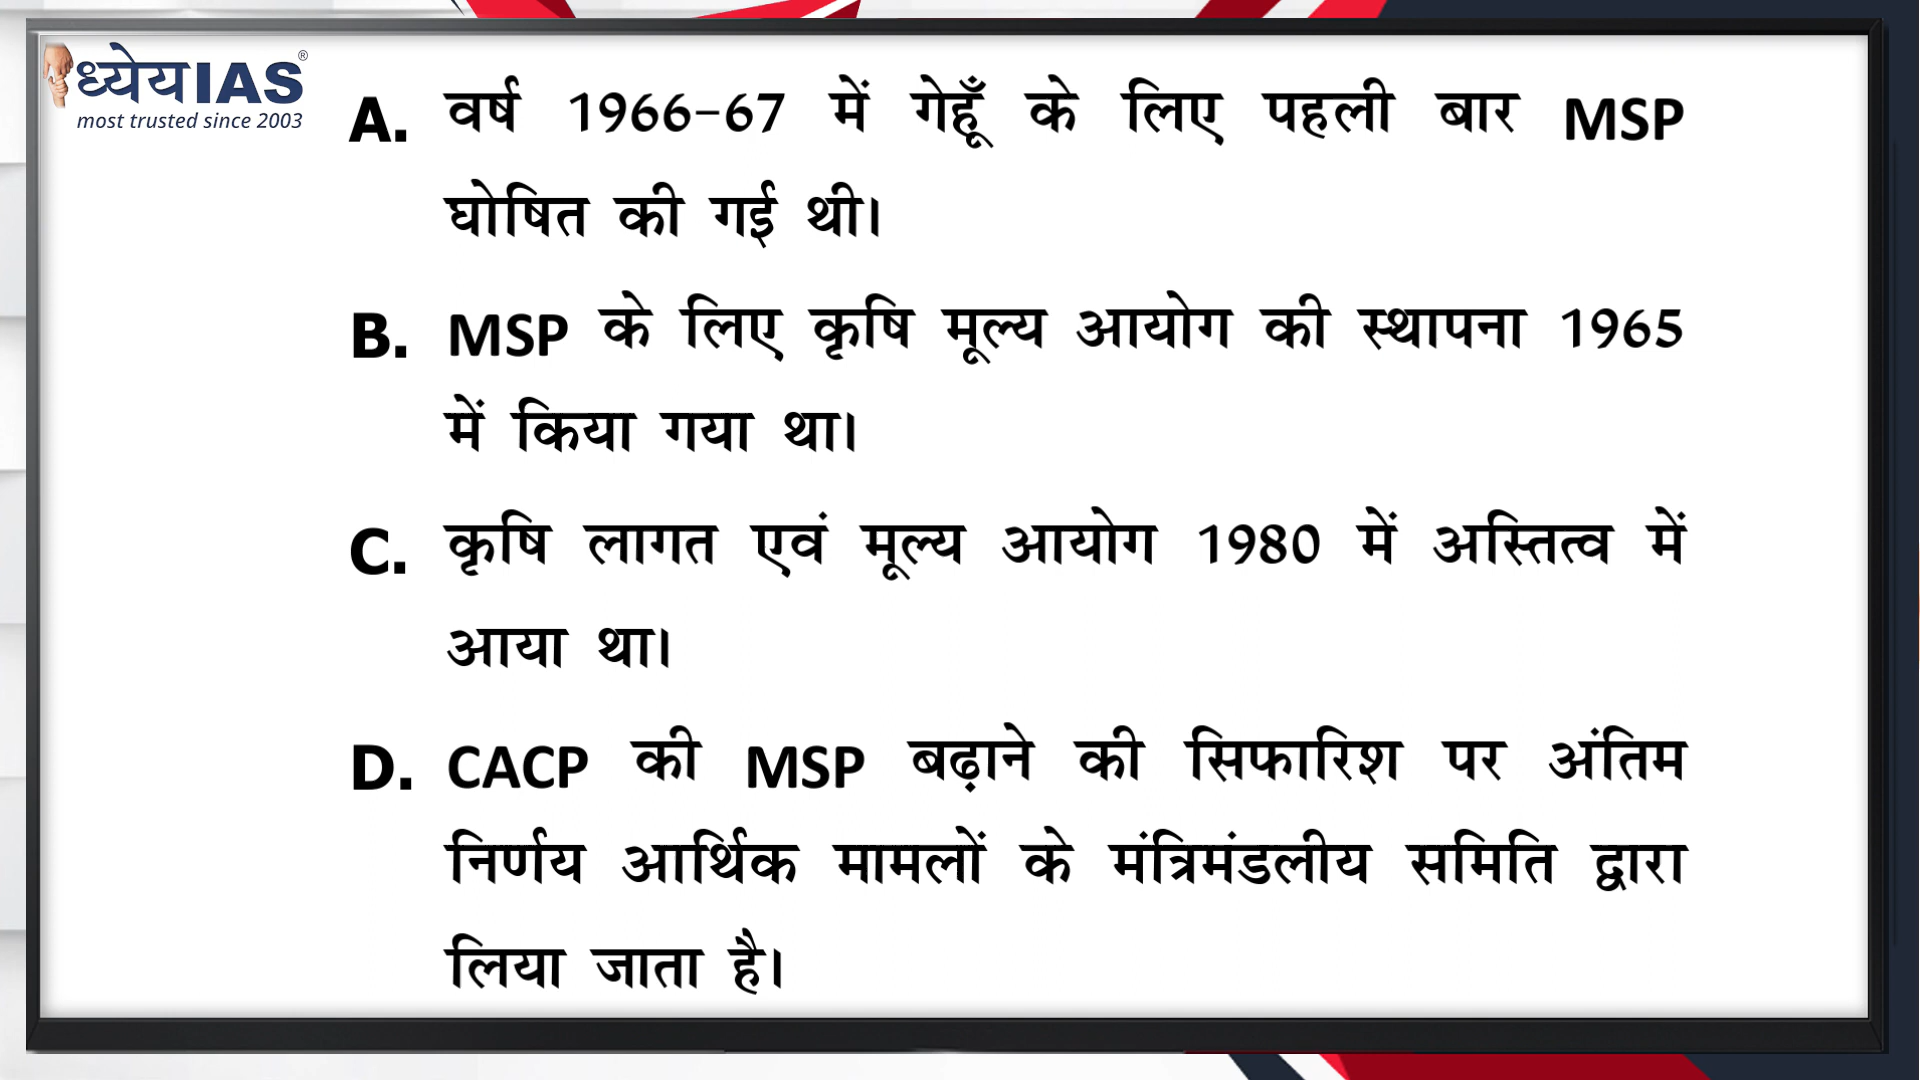 ध्येयIAS®
most trusted since 2003
A. वर्ष 1966-67 में गेहूँ के लिए पहली बार MSP
घोषित की गई थी।
B. MSP के लिए कृषि मूल्य आयोग की स्थापना 1965
में किया गया था।
C. कृषि लागत एवं मूल्य आयोग 1980 में अस्तित्व में
आया था।
D. CACP की MSP बढ़ाने की सिफारिश पर अंतिम
निर्णय आर्थिक मामलों के मंत्रिमंडलीय समिति द्वारा
लिया जाता है।